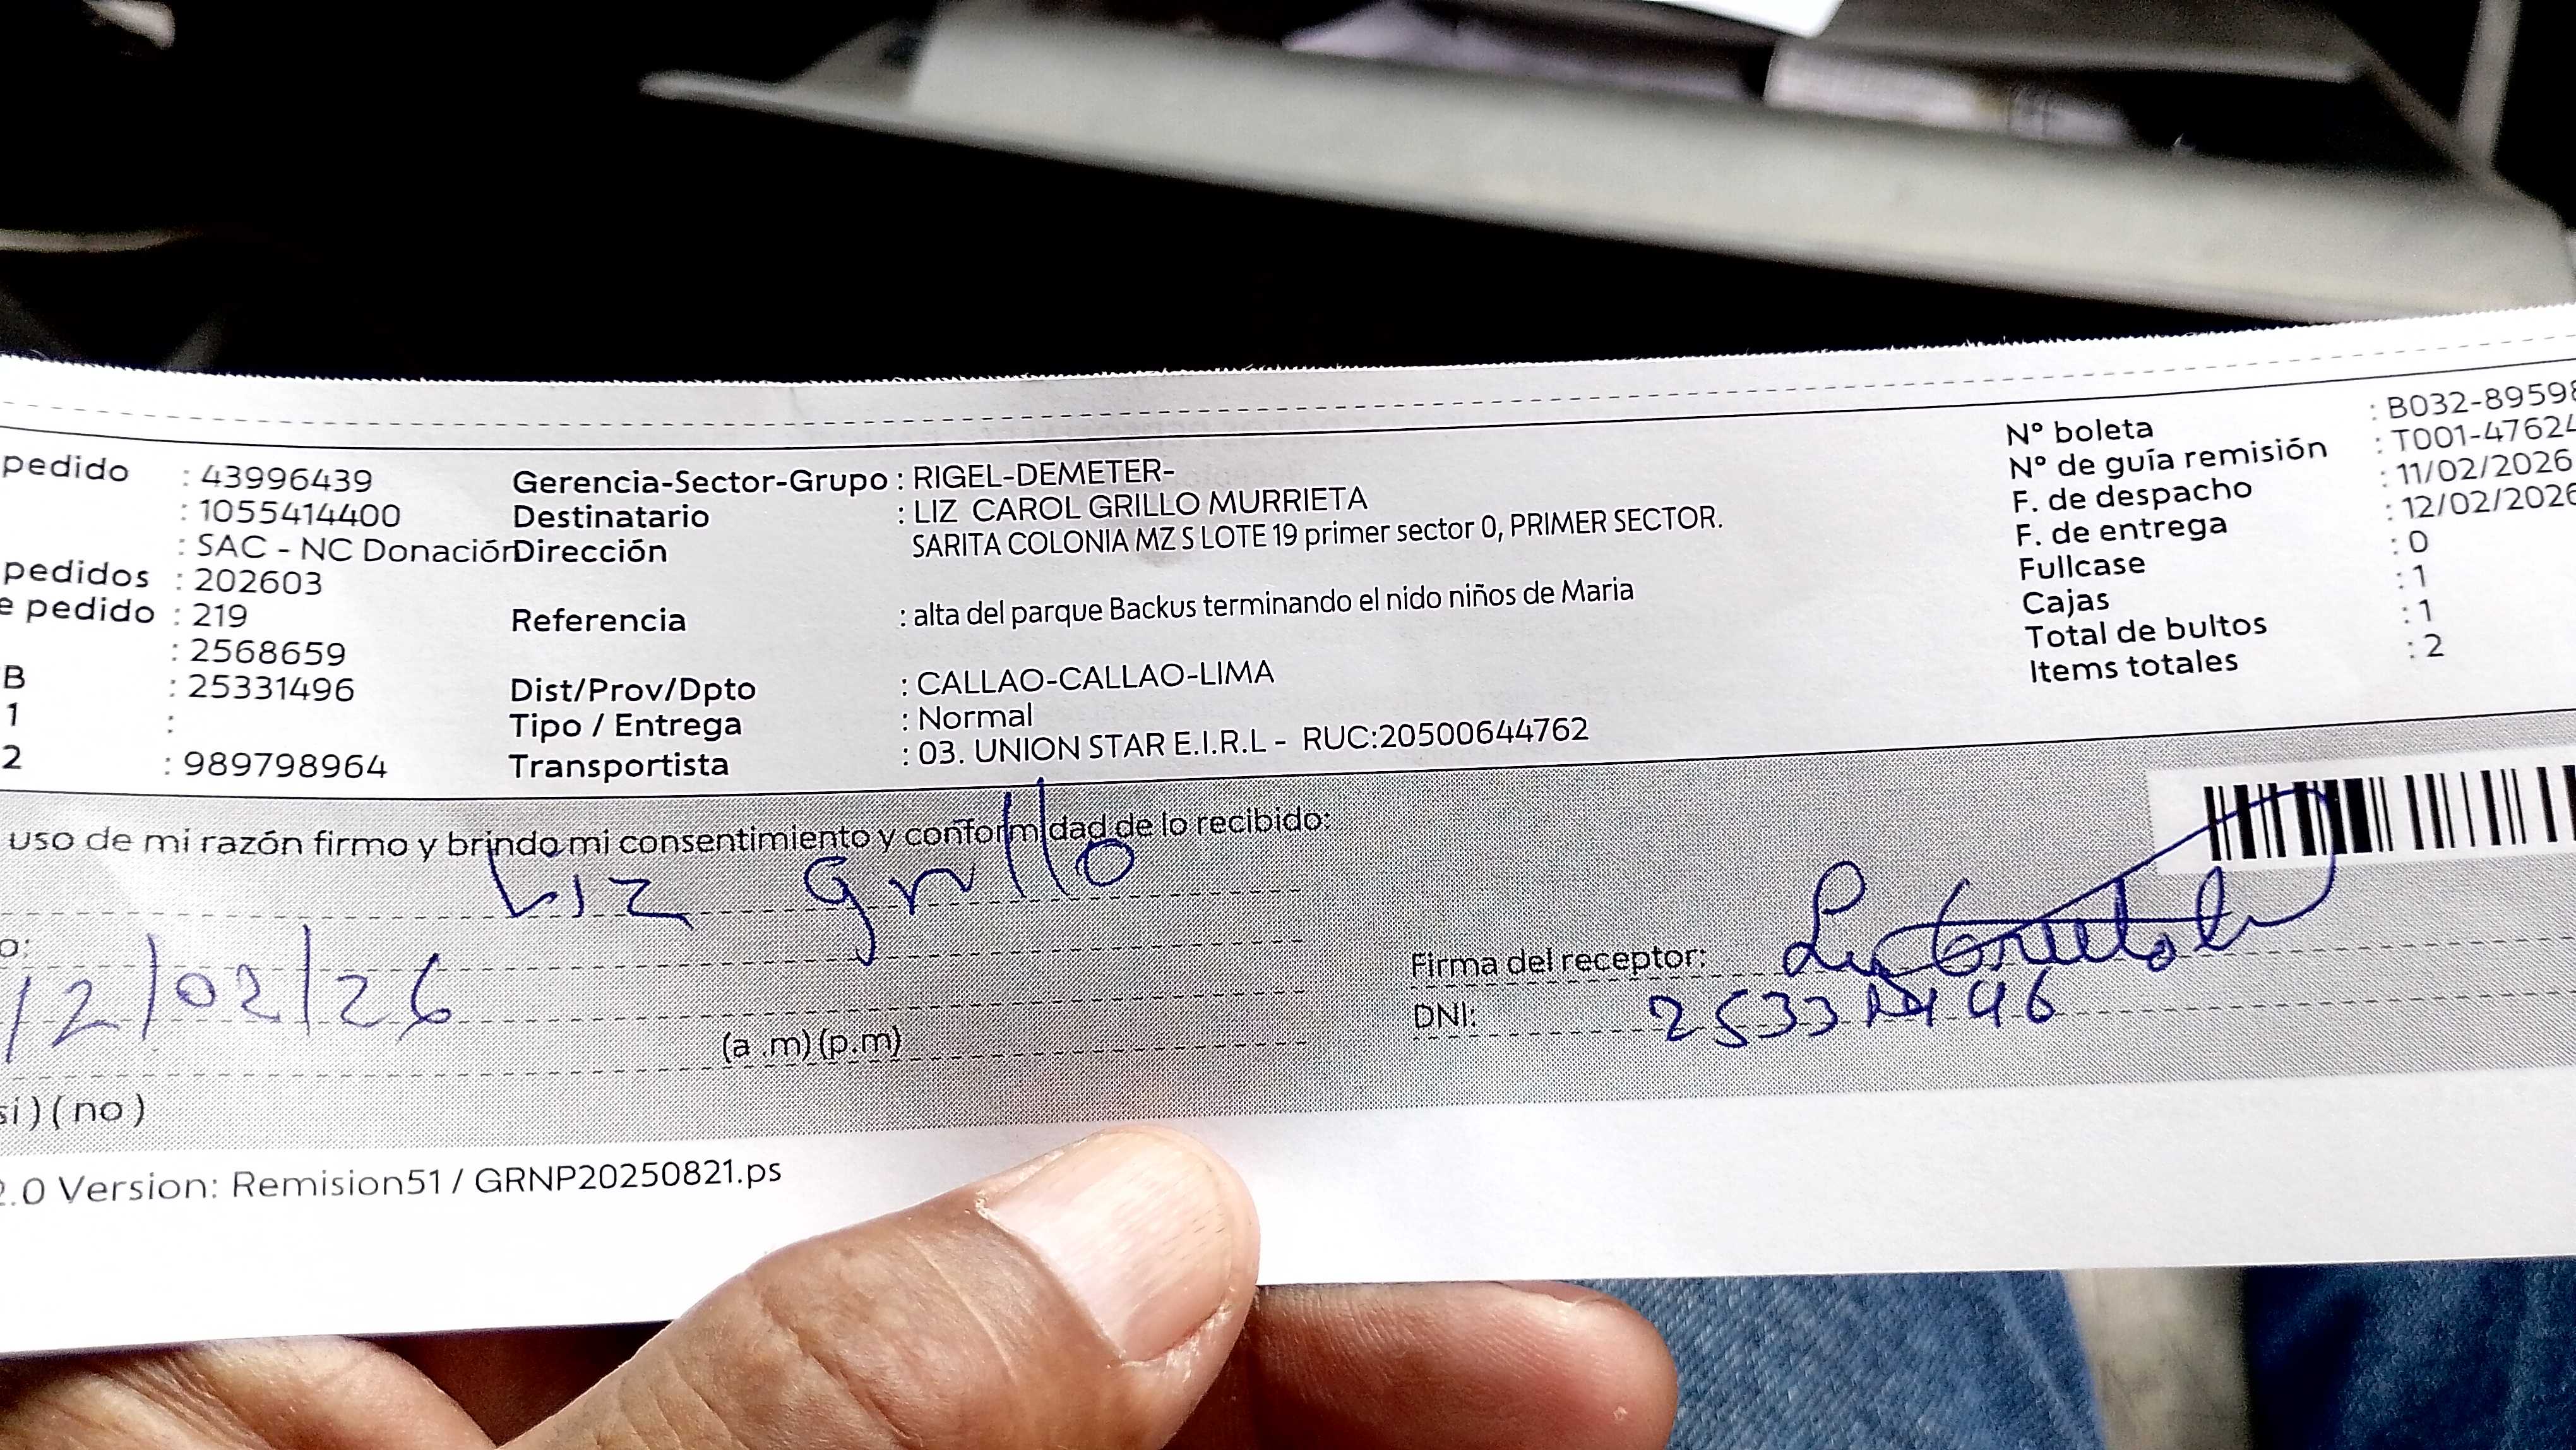 pedido : 43996439 Gerencia-Sector-Grupo : RIGEL-DEMETER-
: 1055414400 Destinatario : LIZ CAROL GRILLO MURRIETA
: SAC - NC Donación Dirección SARITA COLONIA MZ S LOTE 19 primer sector 0, PRIMER SECTOR.
pedidos : 202603
e pedido : 219 Referencia : alta del parque Backus terminando el nido niños de Maria
: 2568659
B : 25331496 Dist/Prov/Dpto : CALLAO-CALLAO-LIMA
1 : Tipo / Entrega : Normal
2 : 989798964 Transportista : 03. UNION STAR E.I.R.L - RUC:20500644762
Nº boleta : B032-89598
Nº de guía remisión : T001-47624
F. de despacho : 11/02/2026
F. de entrega : 12/02/2026
Fullcase : 0
Cajas : 1
Total de bultos : 1
Items totales : 2
uso de mi razón firmo y brindo mi consentimiento y conformidad de lo recibido:
Liz grillo
o:
12/02/26
Firma del receptor:
DNI: 2533 496
(a .m) (p.m)
si) ( no )
2.0 Version: Remision51 / GRNP20250821.ps